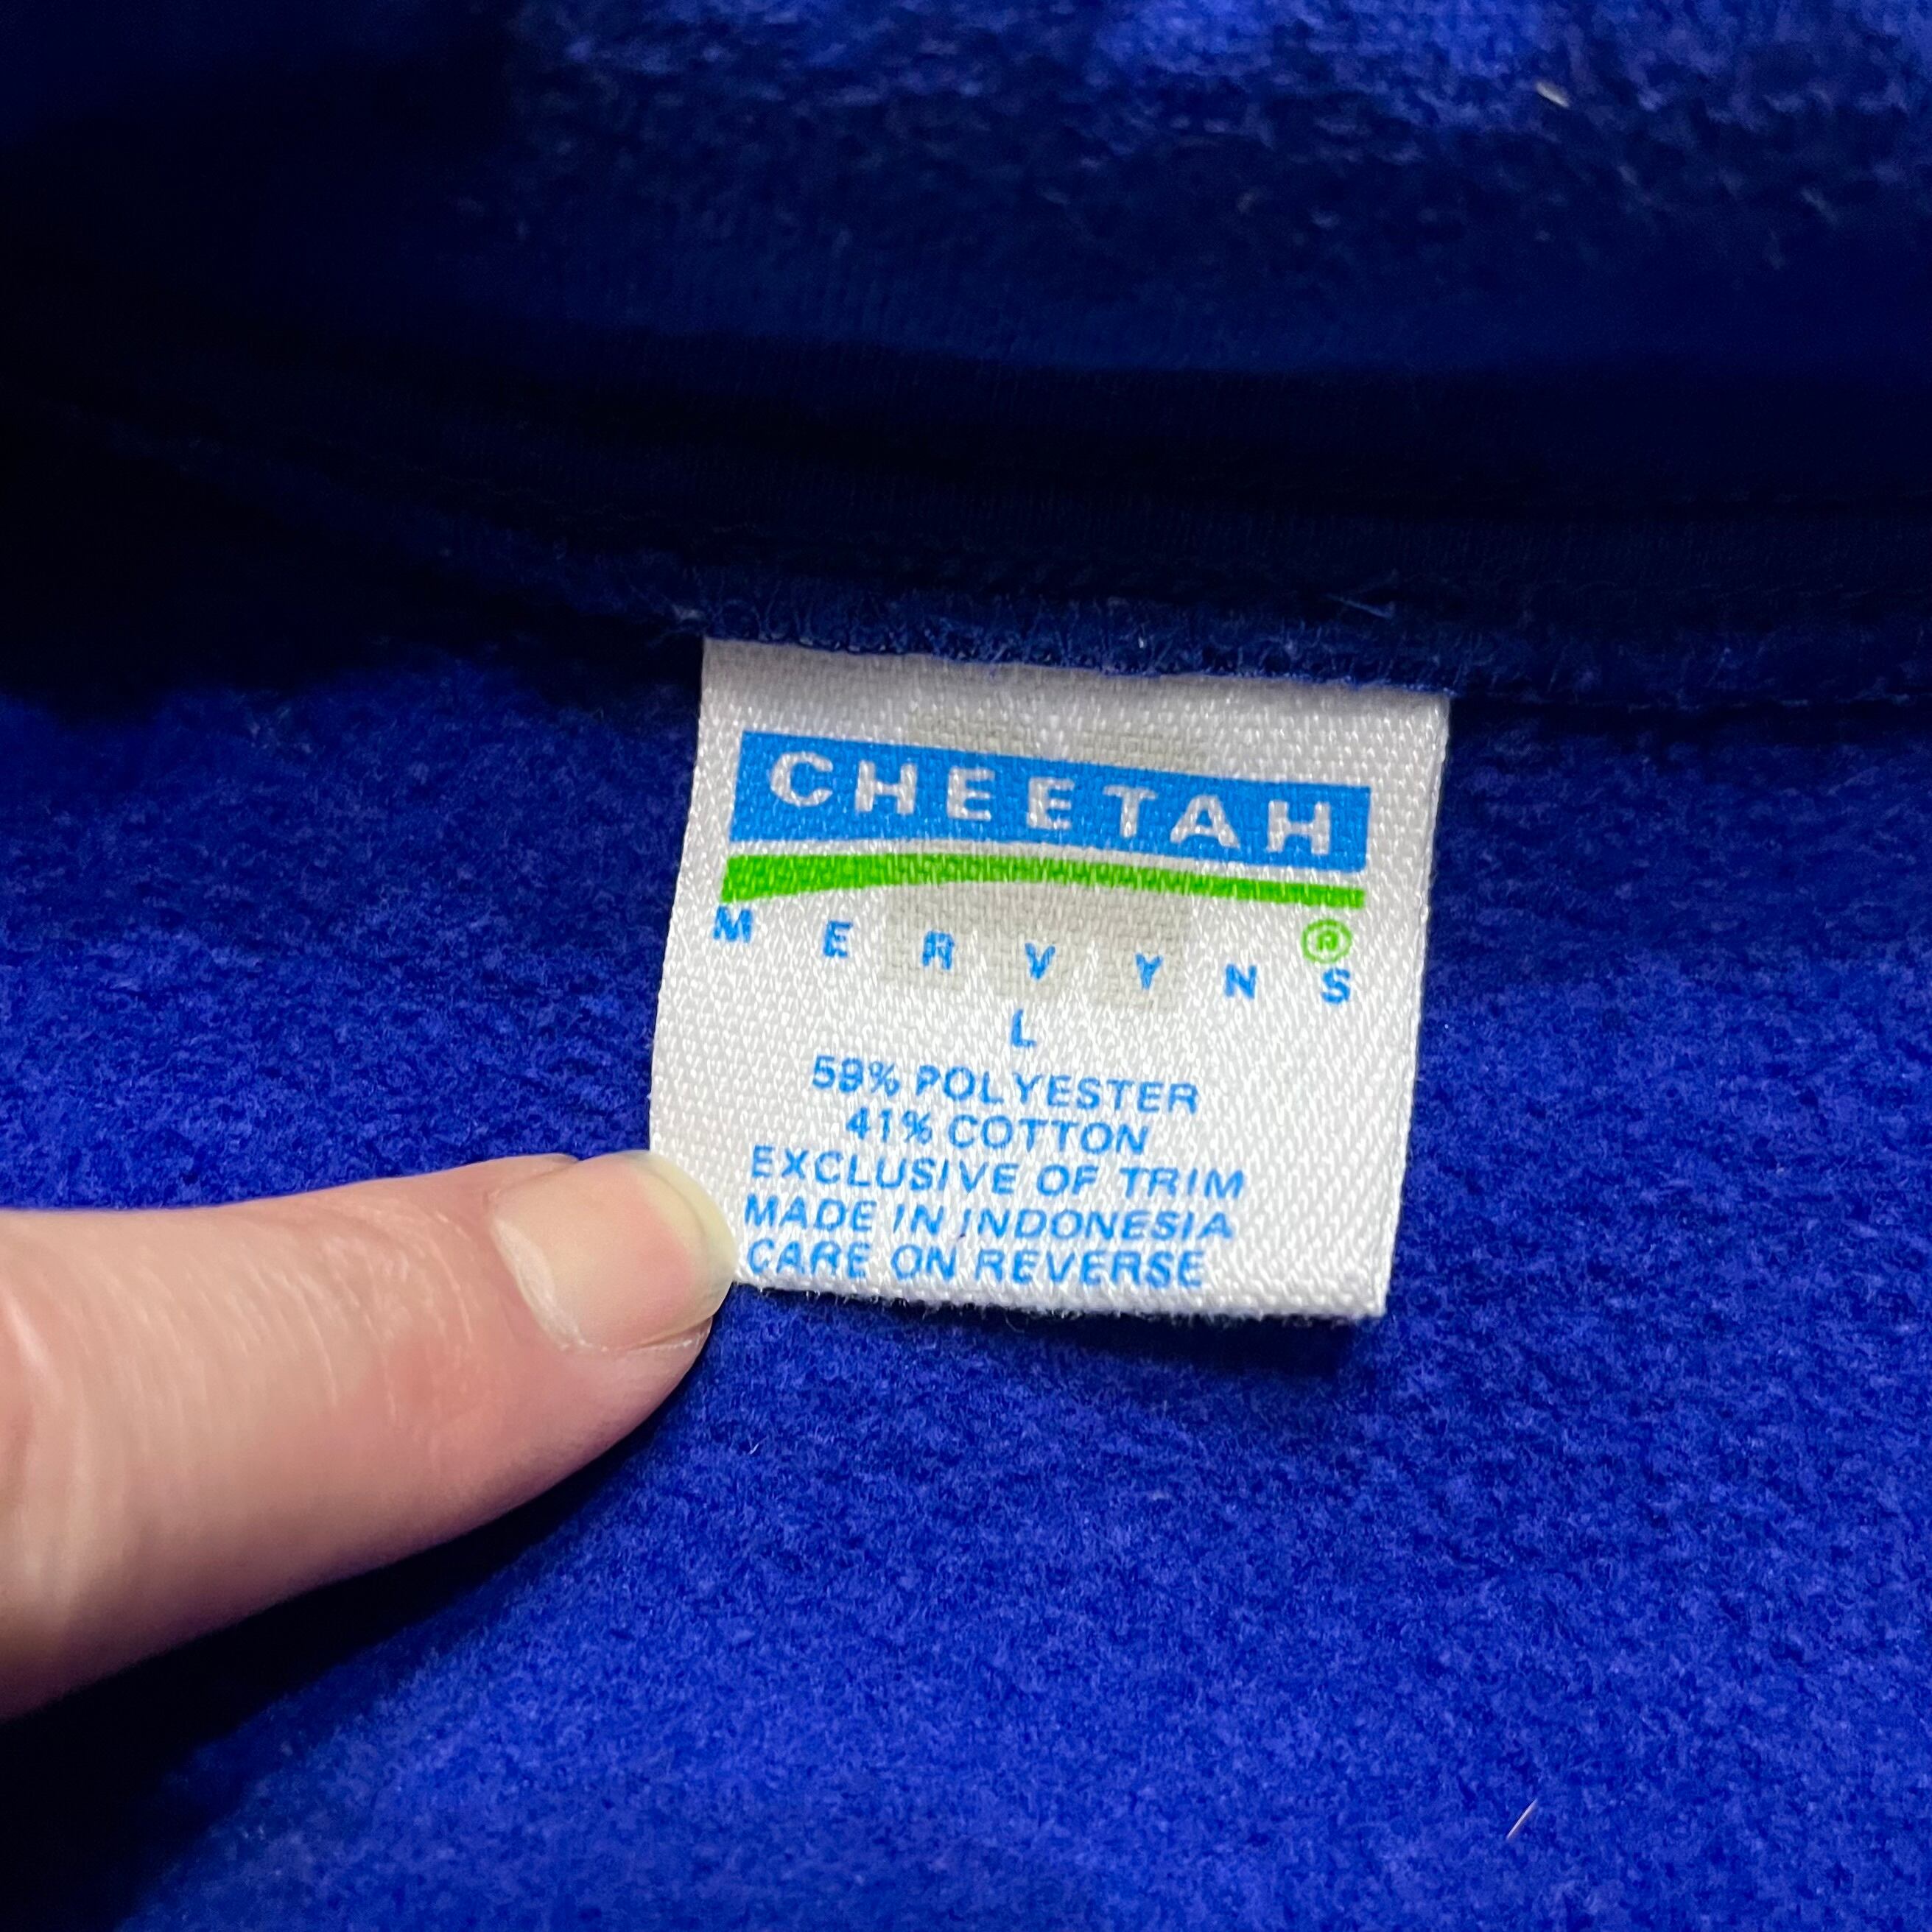 CHEETAH
MERVYNS®
L
59% POLYESTER
41% COTTON
EXCLUSIVE OF TRIM
MADE IN INDONESIA
CARE ON REVERSE